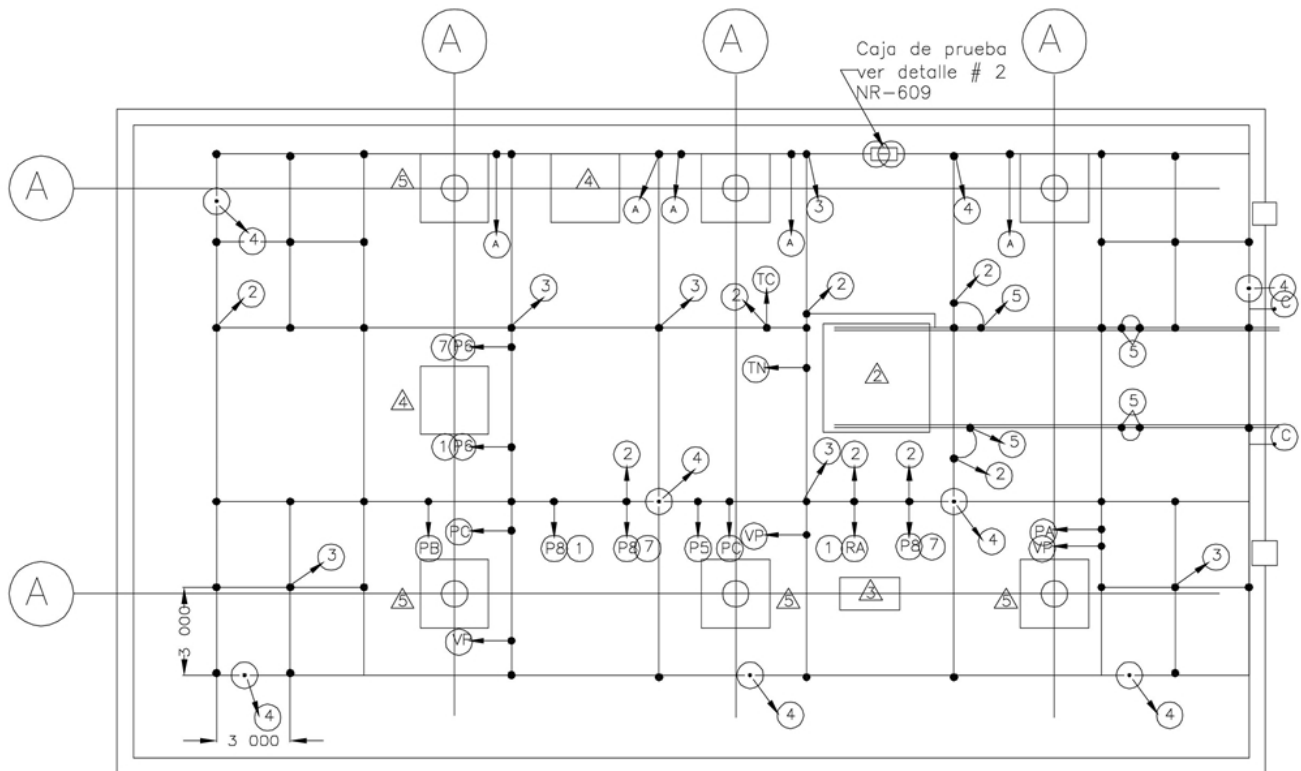 A A A
Caja de prueba
ver detalle # 2
NR-609
A
5 4
A A 3 4
4 A A A
2 3 3 2 TC 2 2 5 4 C
7 P6 5
TN 2
4 5
1 P6 2 4 3 2 2 5 C
2
PB PC P8 1 P8 7 P5 PC VP 1 RA P8 7 4 PA
VP
3 3
A 5 5 3 5
3 000
VP
4 4 4
3 000